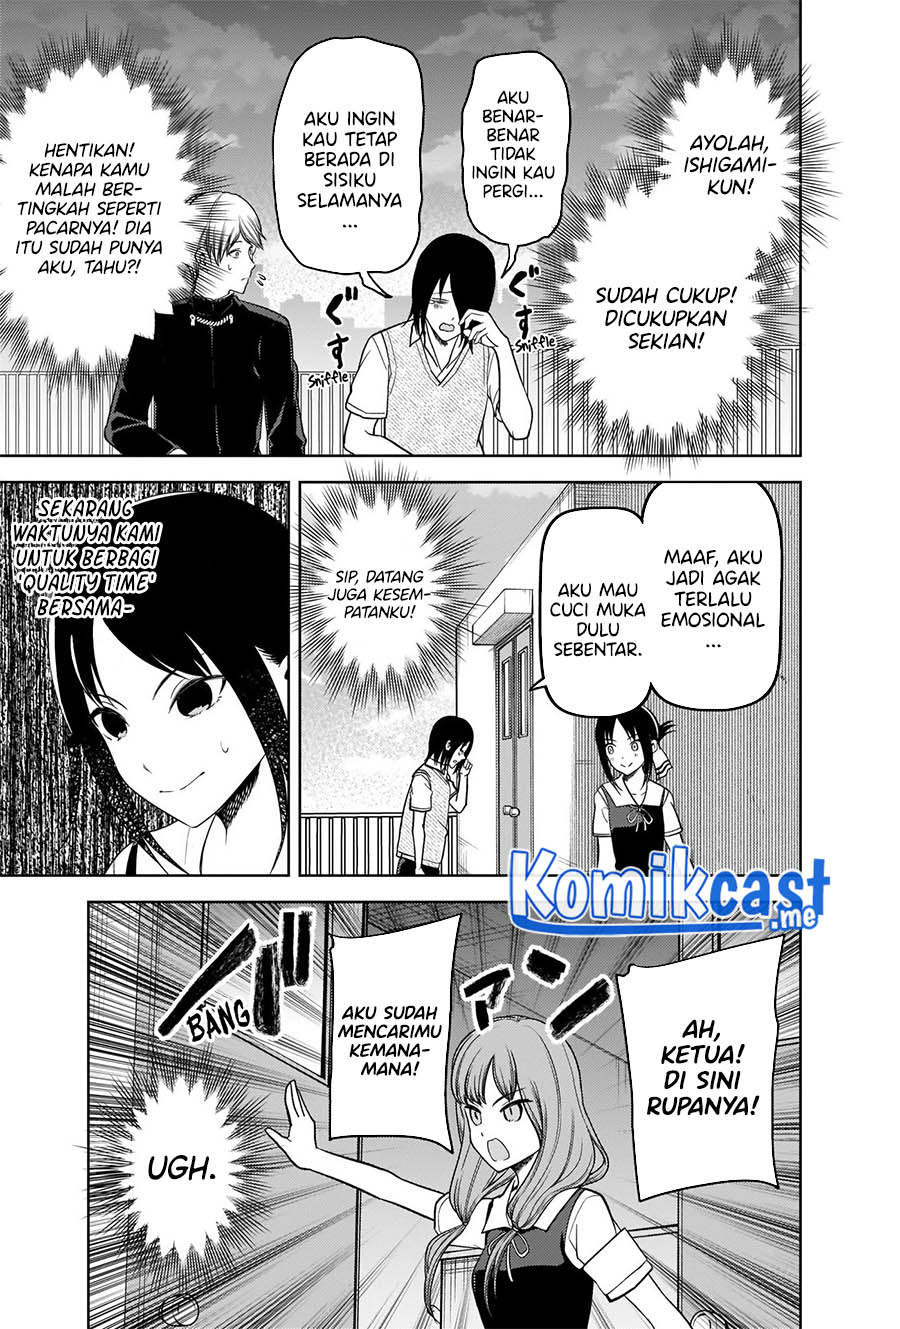 AYOLAH,
ISHIGAMI-
KUN!
SUDAH CUKUP!
DICUKUPKAN
SEKIAN!
AKU
BENAR-
BENAR
TIDAK
INGIN KAU
PERGI...
AKU INGIN
KAU TETAP
BERADA DI
SISIKU
SELAMANYA
...
ぐす
Sniffle
ぐす
Sniffle
HENTIKAN!
KENAPA KAMU
MALAH BER-
TINGKAH SEPERTI
PACARNYA! DIA
ITU SUDAH PUNYA
AKU, TAHU?!
MAAF, AKU
JADI AGAK
TERLALU
EMOSIONAL
...
AKU MAU
CUCI MUKA
DULU
SEBENTAR.
SIP, DATANG
JUGA KESEM-
PATANKU!
SEKARANG
WAKTUNYA KAMI
UNTUK BERBAGI
'QUALITY TIME'
BERSAMA-
Komikcast
.me
AH,
KETUA!
DI SINI
RUPANYA!
AKU SUDAH
MENCARIMU
KEMANA-
MANA!
バァン
BANG
UGH.